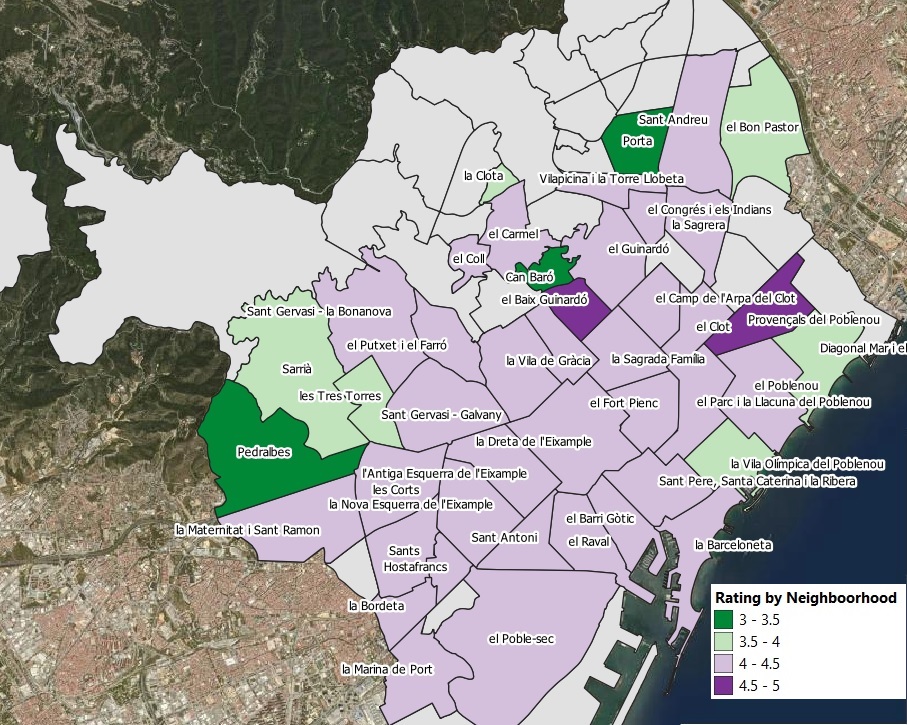 Sant Andreu
el Bon Pastor
Porta
la Clota
Vilapicina i la Torre Llobeta
el Congrés i els Indians
la Sagrera
el Carmel
el Guinardó
el Coll
Can Baró
el Baix Guinardó
el Camp de l'Arpa del Clot
Sant Gervasi - la Bonanova
Provençals del Poblenou
el Clot
el Putxet i el Farró
Diagonal Mar i el
la Vila de Gràcia
la Sagrada Família
Sarrià
el Poblenou
les Tres Torres
el Fort Pienc
el Parc i la Llacuna del Poblenou
Sant Gervasi - Galvany
la Dreta de l'Eixample
Pedralbes
la Vila Olímpica del Poblenou
l'Antiga Esquerra de l'Eixample
Sant Pere, Santa Caterina i la Ribera
les Corts
la Nova Esquerra de l'Eixample
el Barri Gòtic
la Maternitat i Sant Ramon
Sant Antoni
el Raval
la Barceloneta
Sants
Hostafrancs
la Bordeta
el Poble-sec
la Marina de Port
Rating by Neighboorhood
3 - 3.5
3.5 - 4
4 - 4.5
4.5 - 5